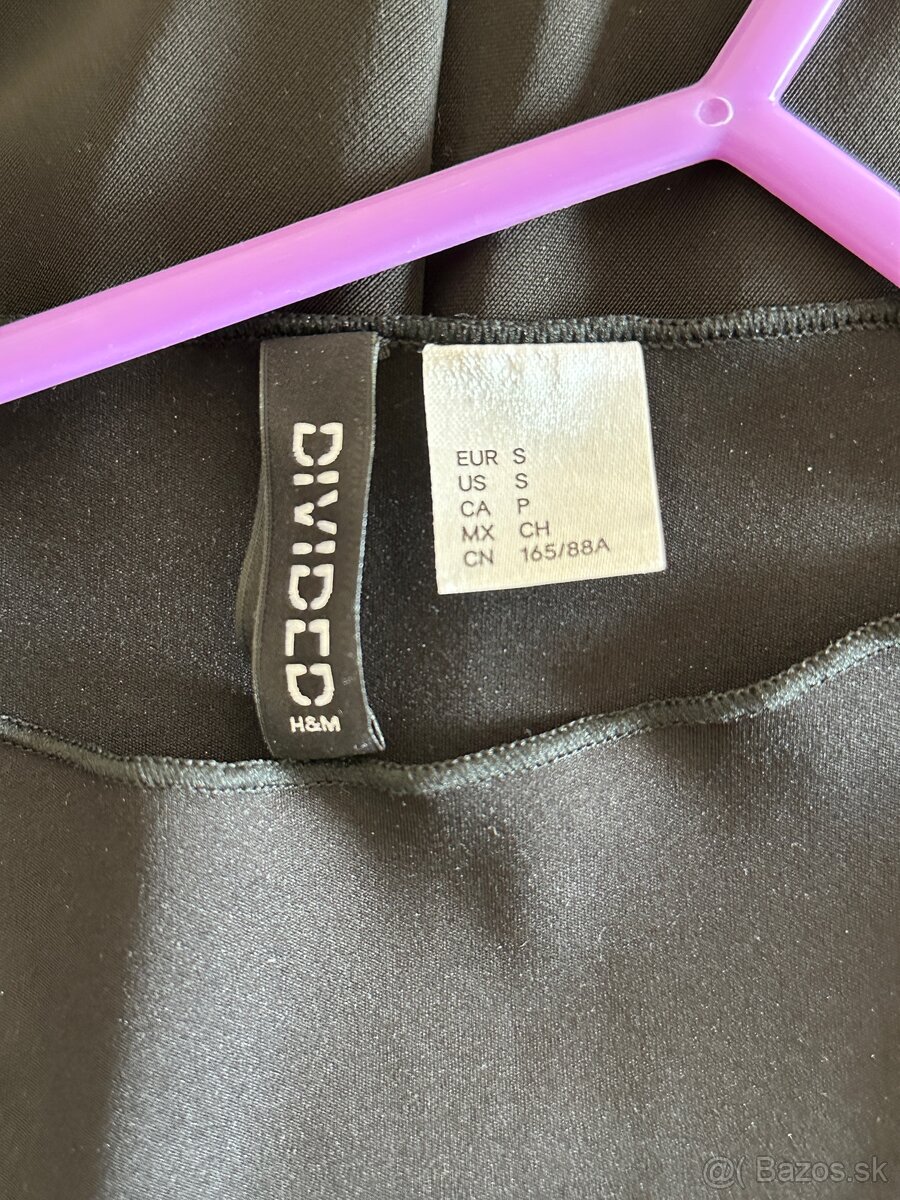 DIVIDED
H&M
EUR S
US S
CA P
MX CH
CN 165/88A
@( Bazos.sk